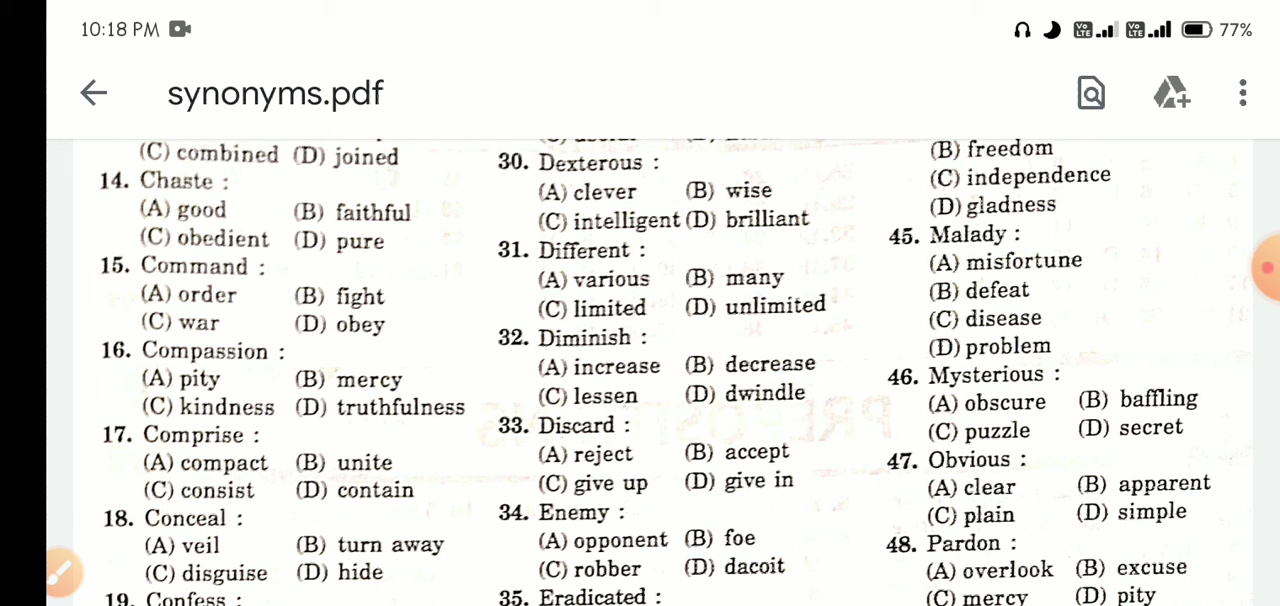 10:18 PM
77%
synonyms.pdf
(C) combined (D) joined
14. Chaste :
(A) good (B) faithful
(C) obedient (D) pure
15. Command :
(A) order (B) fight
(C) war (D) obey
16. Compassion :
(A) pity (B) mercy
(C) kindness (D) truthfulness
17. Comprise :
(A) compact (B) unite
(C) consist (D) contain
18. Conceal :
(A) veil (B) turn away
(C) disguise (D) hide
19. Confess :
30. Dexterous :
(A) clever (B) wise
(C) intelligent (D) brilliant
31. Different :
(A) various (B) many
(C) limited (D) unlimited
32. Diminish :
(A) increase (B) decrease
(C) lessen (D) dwindle
33. Discard :
(A) reject (B) accept
(C) give up (D) give in
34. Enemy :
(A) opponent (B) foe
(C) robber (D) dacoit
35. Eradicated :
(B) freedom
(C) independence
(D) gladness
45. Malady :
(A) misfortune
(B) defeat
(C) disease
(D) problem
46. Mysterious :
(A) obscure (B) baffling
(C) puzzle (D) secret
47. Obvious :
(A) clear (B) apparent
(C) plain (D) simple
48. Pardon :
(A) overlook (B) excuse
(C) mercy (D) pity